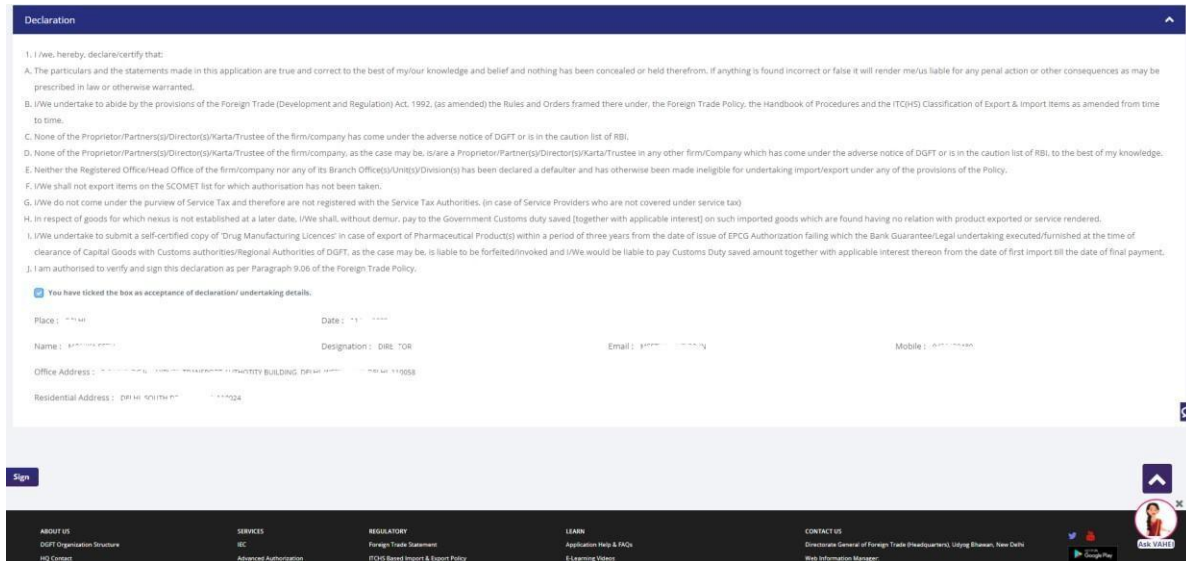 Declaration
1. I /we, hereby, declare/certify that:
A. The particulars and the statements made in this application are true and correct to the best of my/our knowledge and belief and nothing has been concealed or held therefrom. If anything is found incorrect or false it will render me/us liable for any penal action or other consequences as may be
prescribed in law or otherwise warranted.
B. I/We undertake to abide by the provisions of the Foreign Trade (Development and Regulation) Act, 1992, (as amended) the Rules and Orders framed there under, the Foreign Trade Policy, the Handbook of Procedures and the ITC(HS) Classification of Export & Import Items as amended from time
to time.
C. None of the Proprietor/Partners(s)/Director(s)/Karta/Trustee of the firm/company has come under the adverse notice of DGFT or is in the caution list of RBI.
D. None of the Proprietor/Partners(s)/Director(s)/Karta/Trustee of the firm/company, as the case may be, is/are a Proprietor/Partner(s)/Director(s)/Karta/Trustee in any other firm/Company which has come under the adverse notice of DGFT or is in the caution list of RBI, to the best of my knowledge.
E. Neither the Registered Office/Head Office of the firm/company nor any of its Branch Office(s)/Unit(s)/Division(s) has been declared a defaulter and has otherwise been made ineligible for undertaking import/export under any of the provisions of the Policy.
F. I/We shall not export items on the SCOMET list for which authorisation has not been taken.
G. I/We do not come under the purview of Service Tax and therefore are not registered with the Service Tax Authorities. (in case of Service Providers who are not covered under service tax)
H. In respect of goods for which nexus is not established at a later date, I/We shall, without demur, pay to the Government Customs duty saved [together with applicable interest] on such imported goods which are found having no relation with product exported or service rendered.
I. I/We undertake to submit a self-certified copy of 'Drug Manufacturing Licences' in case of export of Pharmaceutical Product(s) within a period of three years from the date of issue of EPCG Authorization failing which the Bank Guarantee/Legal undertaking executed/furnished at the time of
clearance of Capital Goods with Customs authorities/Regional Authorities of DGFT, as the case may be, is liable to be forfeited/invoked and I/We would be liable to pay Customs Duty saved amount together with applicable interest thereon from the date of first import till the date of final payment.
J. I am authorised to verify and sign this declaration as per Paragraph 9.06 of the Foreign Trade Policy.
You have ticked the box as acceptance of declaration/ undertaking details.
Place : Date :
Name : Designation : DIRE TOR Email : Mobile :
Office Address : BUILDING
Residential Address :
Sign
ABOUT US SERVICES REGULATORY LEARN CONTACT US
DGFT Organization Structure IEC Foreign Trade Statement Application Help & FAQs Directorate General of Foreign Trade (Headquarters), Udyog Bhawan, New Delhi
HQ Contact Advanced Authorization ITCHS Based Import & Export Policy E-Learning Videos Web Information Manager:
Google Play
Ask VAHEI